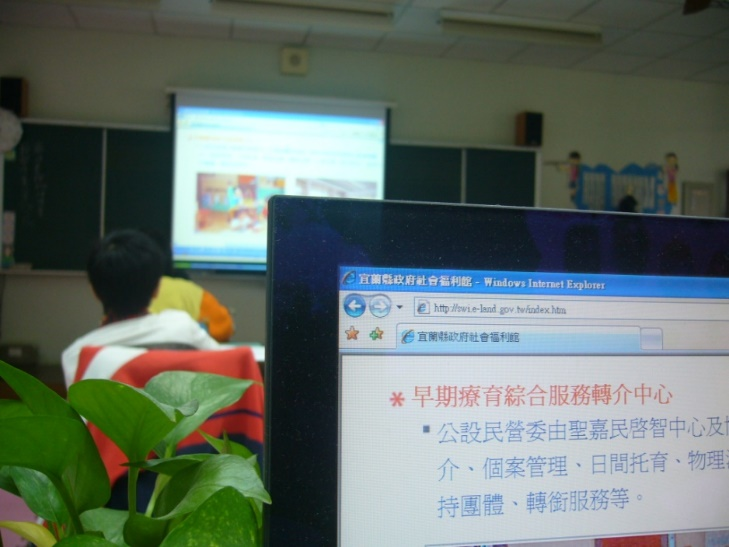 宜蘭縣政府社會福利館 - Windows Internet Explorer
http://swi.e-land.gov.tw/index.htm
宜蘭縣政府社會福利館
* 早期療育綜合服務轉介中心
▪ 公設民營委由聖嘉民啓智中心及
介、個案管理、日間托育、物理
持團體、轉銜服務等。